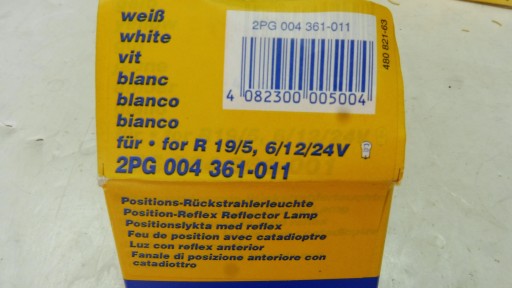 weiß
white
vit
blanc
blanco
bianco
für • for R 19/5, 6/12/24V
2PG 004 361-011
2PG 004 361-011
4 082300 005004
480 821-63
Positions-Rückstrahlerleuchte
Position-Reflex Reflector Lamp
Positionslykta med reflex
Feu de position avec catadioptre
Luz con reflex anterior
Fanale di posizione anteriore con
catadiottro